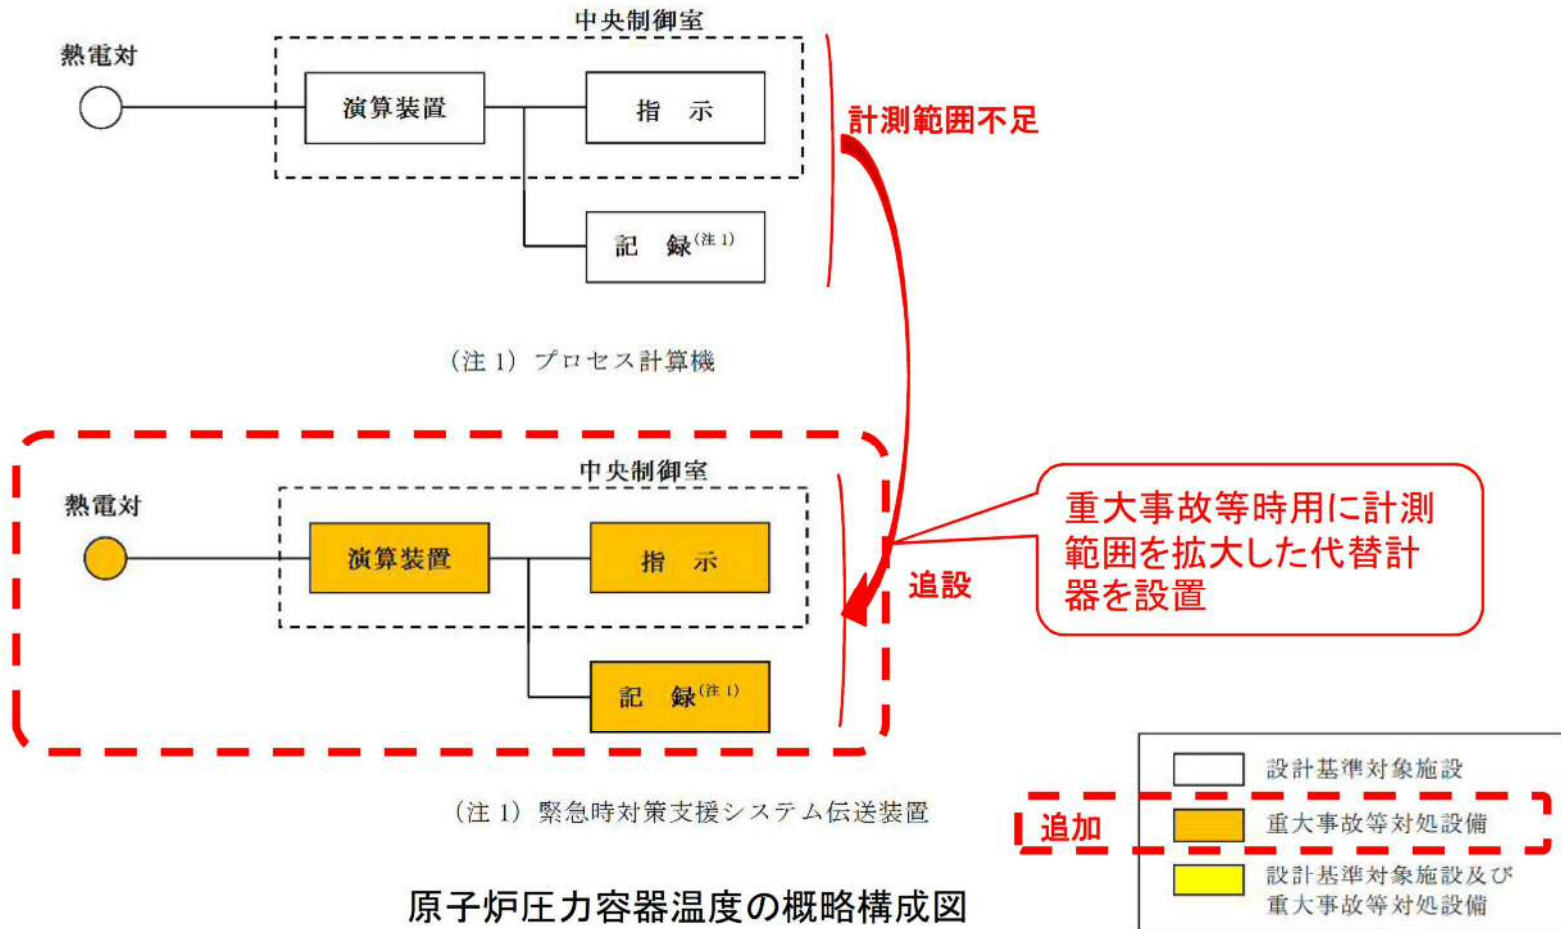 中央制御室
熱電対
演算装置
指　示
計測範囲不足
記　録(注1)
(注1) プロセス計算機
中央制御室
熱電対
演算装置
指　示
追設
重大事故等時用に計測
範囲を拡大した代替計
器を設置
記　録(注1)
(注1) 緊急時対策支援システム伝送装置
設計基準対象施設
追加
重大事故等対処設備
設計基準対象施設及び
重大事故等対処設備
原子炉圧力容器温度の概略構成図